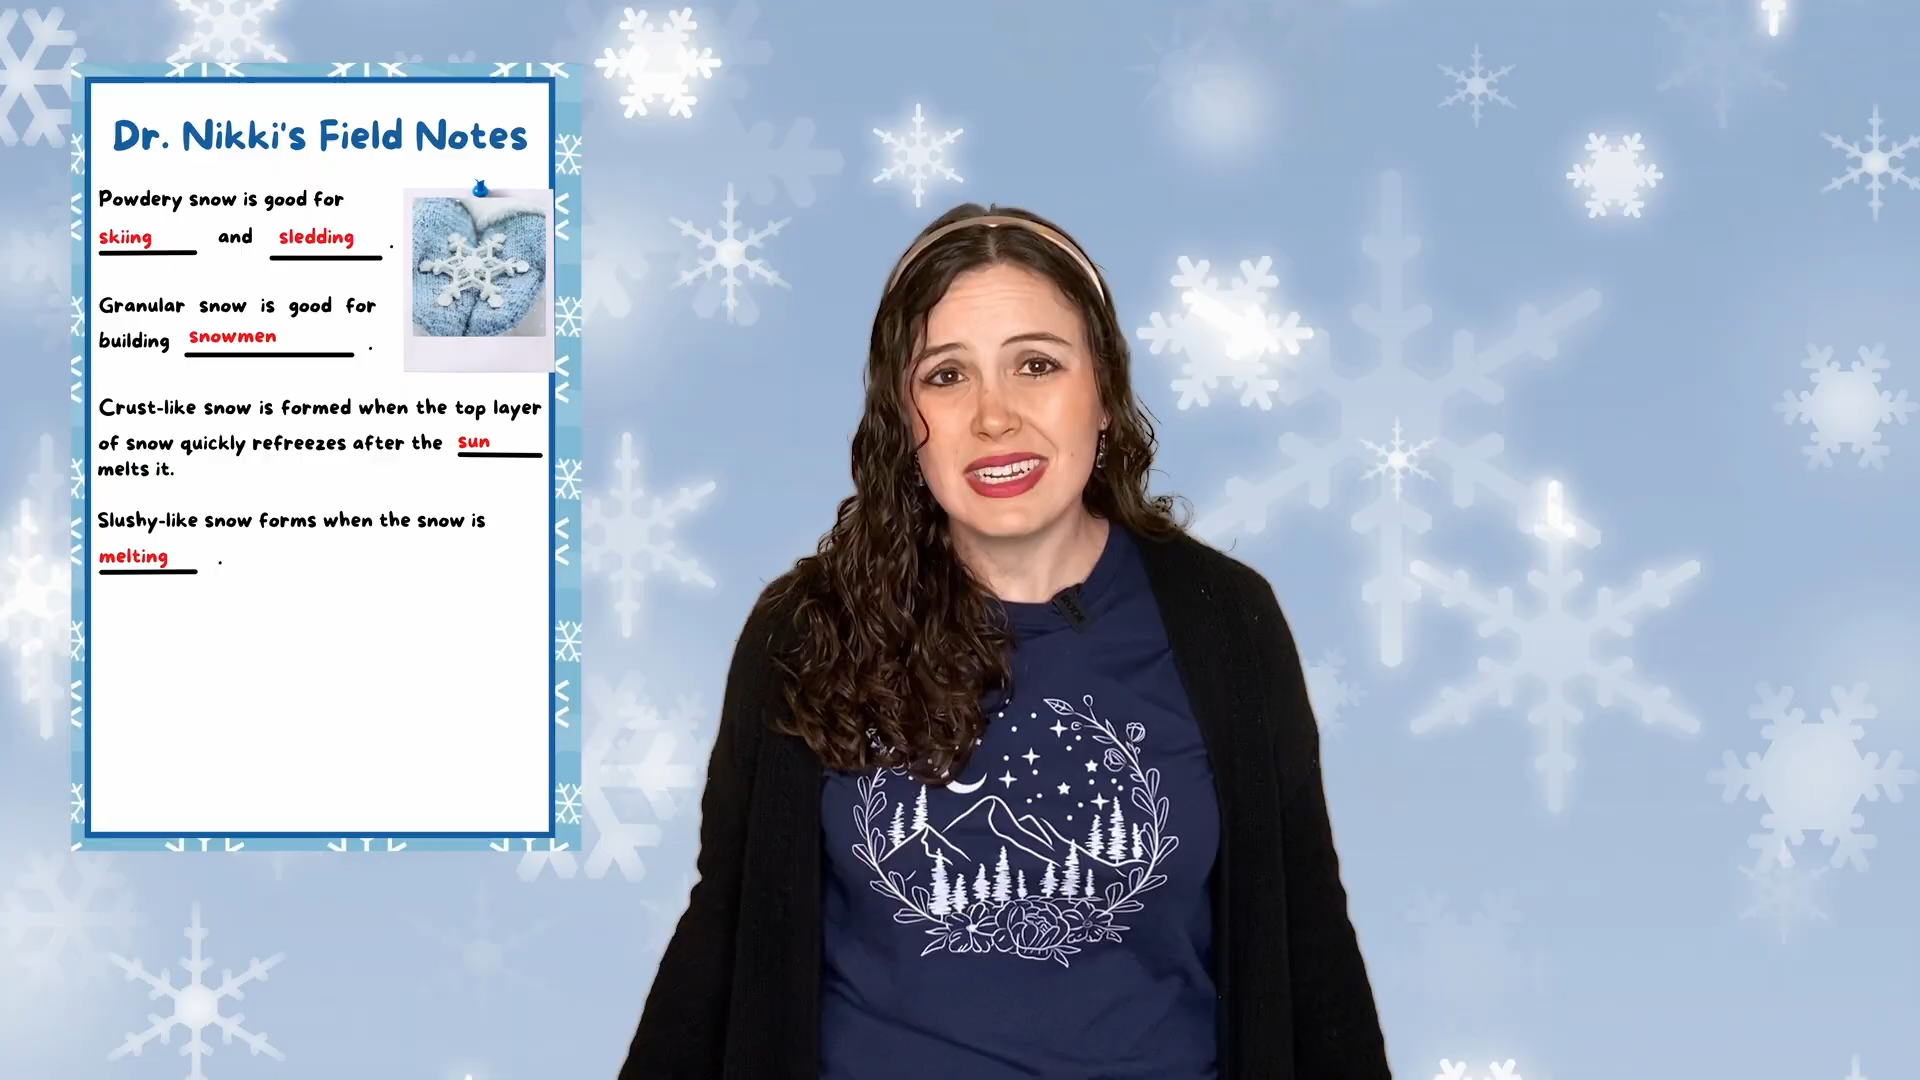 Dr. Nikki's Field Notes
Powdery snow is good for
skiing and sledding .
Granular snow is good for
building snowmen .
Crust-like snow is formed when the top layer
of snow quickly refreezes after the sun
melts it.
Slushy-like snow forms when the snow is
melting .
RODE